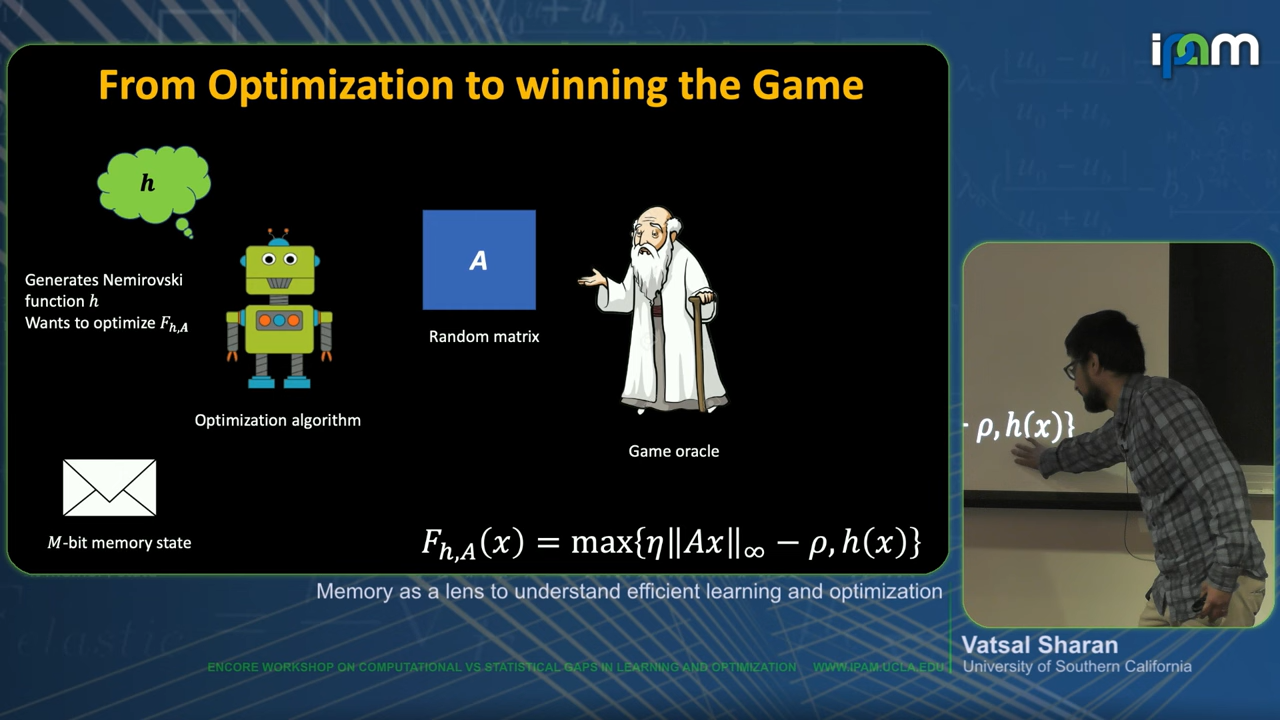 ipam
From Optimization to winning the Game
h
Generates Nemirovski
function h
Wants to optimize F_{h,A}
A
Random matrix
Optimization algorithm
Game oracle
M-bit memory state
F_{h,A}(x) = max{η‖Ax‖_∞ − ρ, h(x)}
- ρ, h(x)}
Memory as a lens to understand efficient learning and optimization
Vatsal Sharan
University of Southern California
ENCORE WORKSHOP ON COMPUTATIONAL VS STATISTICAL GAPS IN LEARNING AND OPTIMIZATION WWW.IPAM.UCLA.EDU
elastic